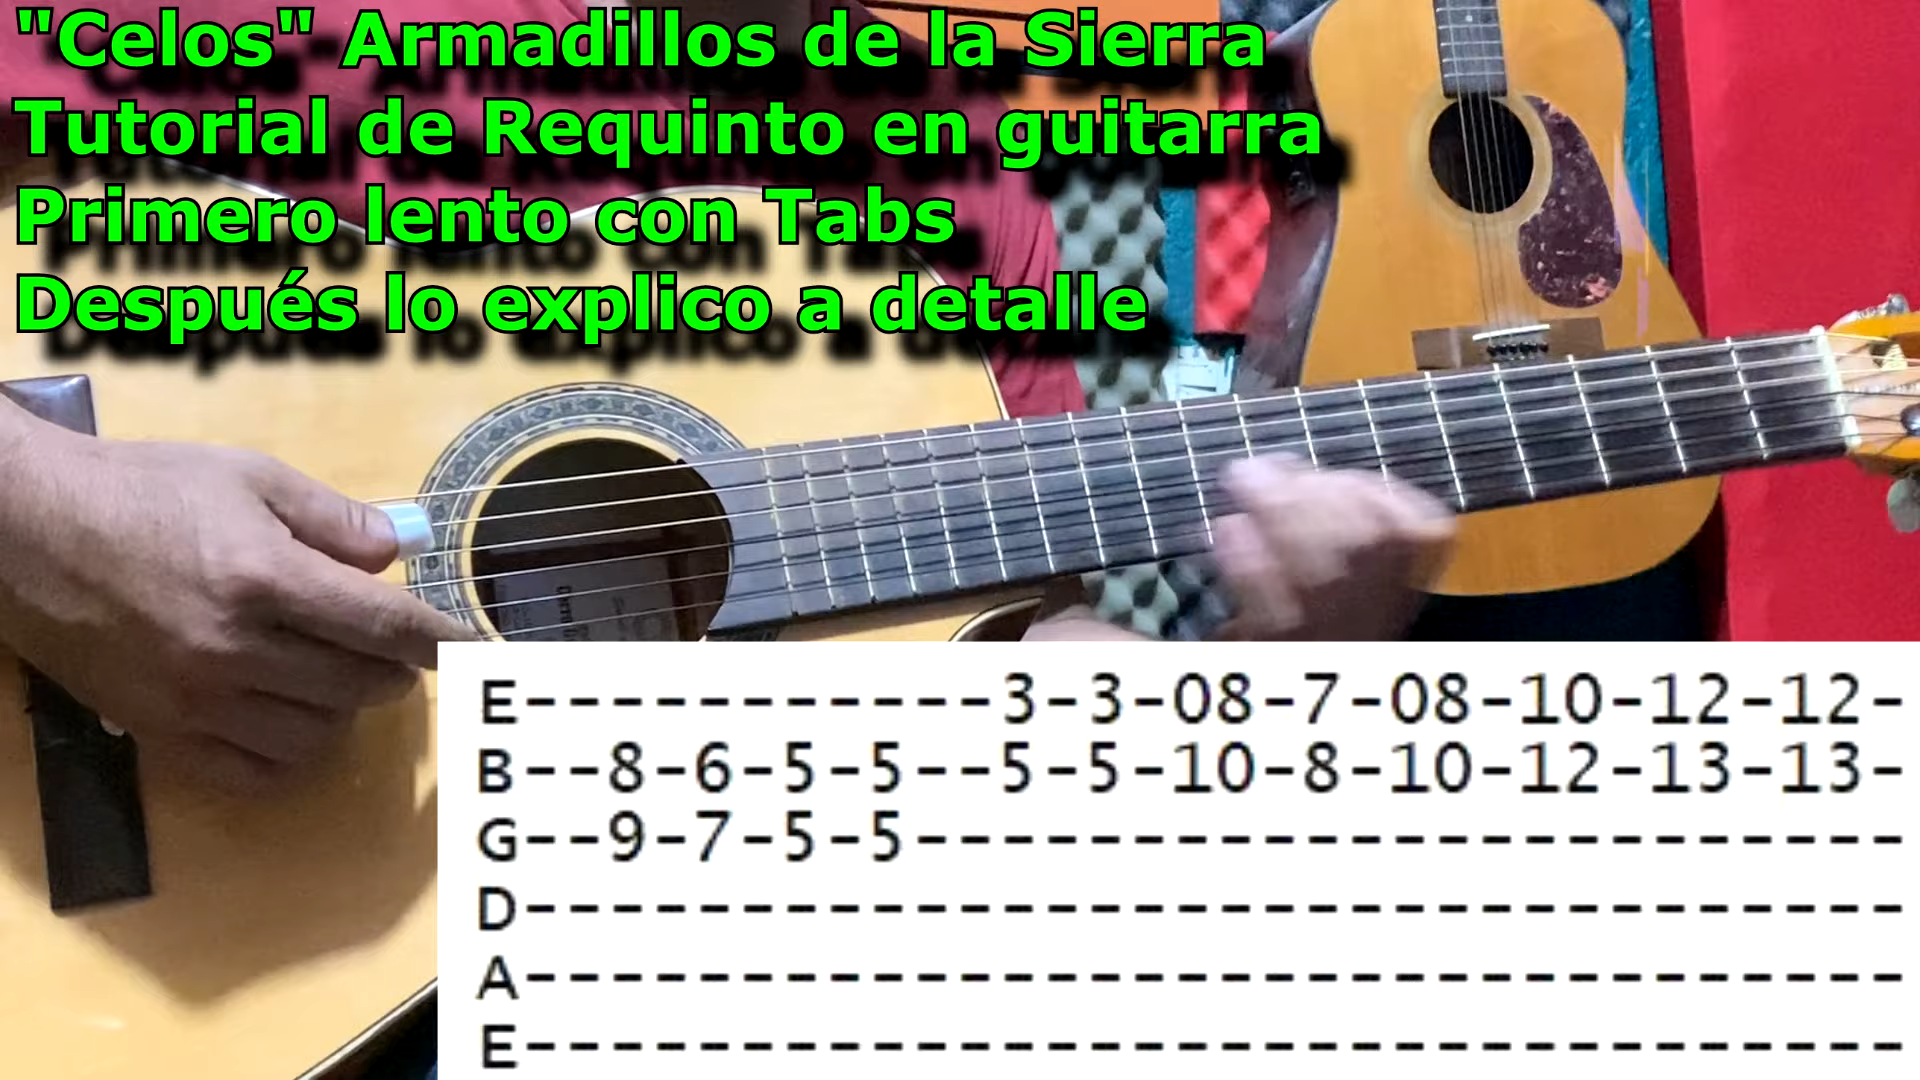 "Celos" Armadillos de la Sierra
Tutorial de Requinto en guitarra
Primero lento con Tabs
Después lo explico a detalle
E-----------3-3-08-7-08-10-12-12-
B--8-6-5-5--5-5-10-8-10-12-13-13-
G--9-7-5-5-----------------------
D--------------------------------
A--------------------------------
E--------------------------------